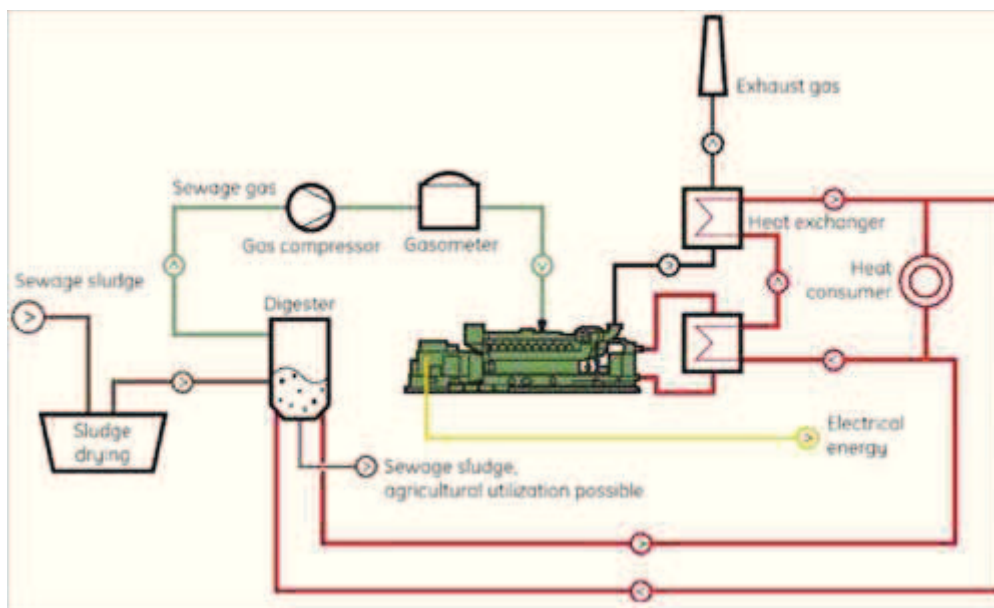 Exhaust gas
Sewage gas
Gas compressor
Gasometer
Heat exchanger
Sewage sludge
Digester
Heat
consumer
Sludge
drying
Electrical
energy
Sewage sludge,
agricultural utilization possible